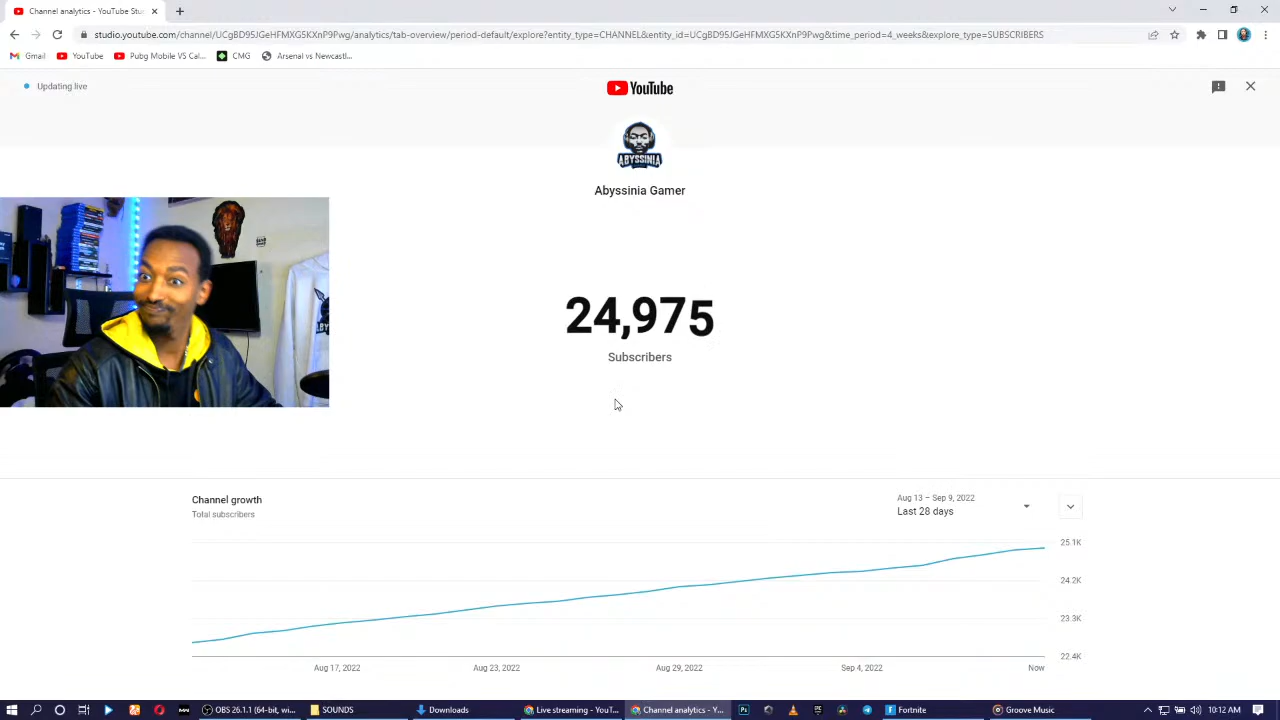 Channel analytics - YouTube Stu
studio.youtube.com/channel/UCgBD95JGeHFMXG5KXnP9Pwg/analytics/tab-overview/period-default/explore?entity_type=CHANNEL&entity_id=UCgBD95JGeHFMXG5KXnP9Pwg&time_period=4_weeks&explore_type=SUBSCRIBERS
Gmail YouTube Pubg Mobile VS Cal... CMG Arsenal vs Newcastl...
Updating live
YouTube
ABYSSINIA
Abyssinia Gamer
24,975
Subscribers
Channel growth
Total subscribers
Aug 13 – Sep 9, 2022
Last 28 days
25.1K
24.2K
23.3K
22.4K
Aug 17, 2022 Aug 23, 2022 Aug 29, 2022 Sep 4, 2022 Now
OBS 26.1.1 (64-bit, wi... SOUNDS Downloads Live streaming - YouT... Channel analytics - Y... Ps Fortnite Groove Music 10:12 AM